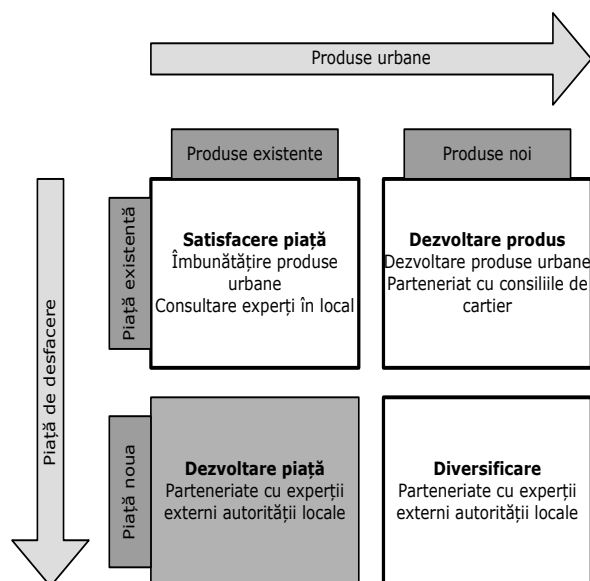 Produse urbane
Produse existente
Produse noi
Piață de desfacere
Piață existentă
Satisfacere piață
Îmbunătățire produse
urbane
Consultare experți în local
Dezvoltare produs
Dezvoltare produse urbane
Parteneriat cu consiliile de
cartier
Piață noua
Dezvoltare piață
Parteneriate cu experții
externi autorității locale
Diversificare
Parteneriate cu experții
externi autorității locale